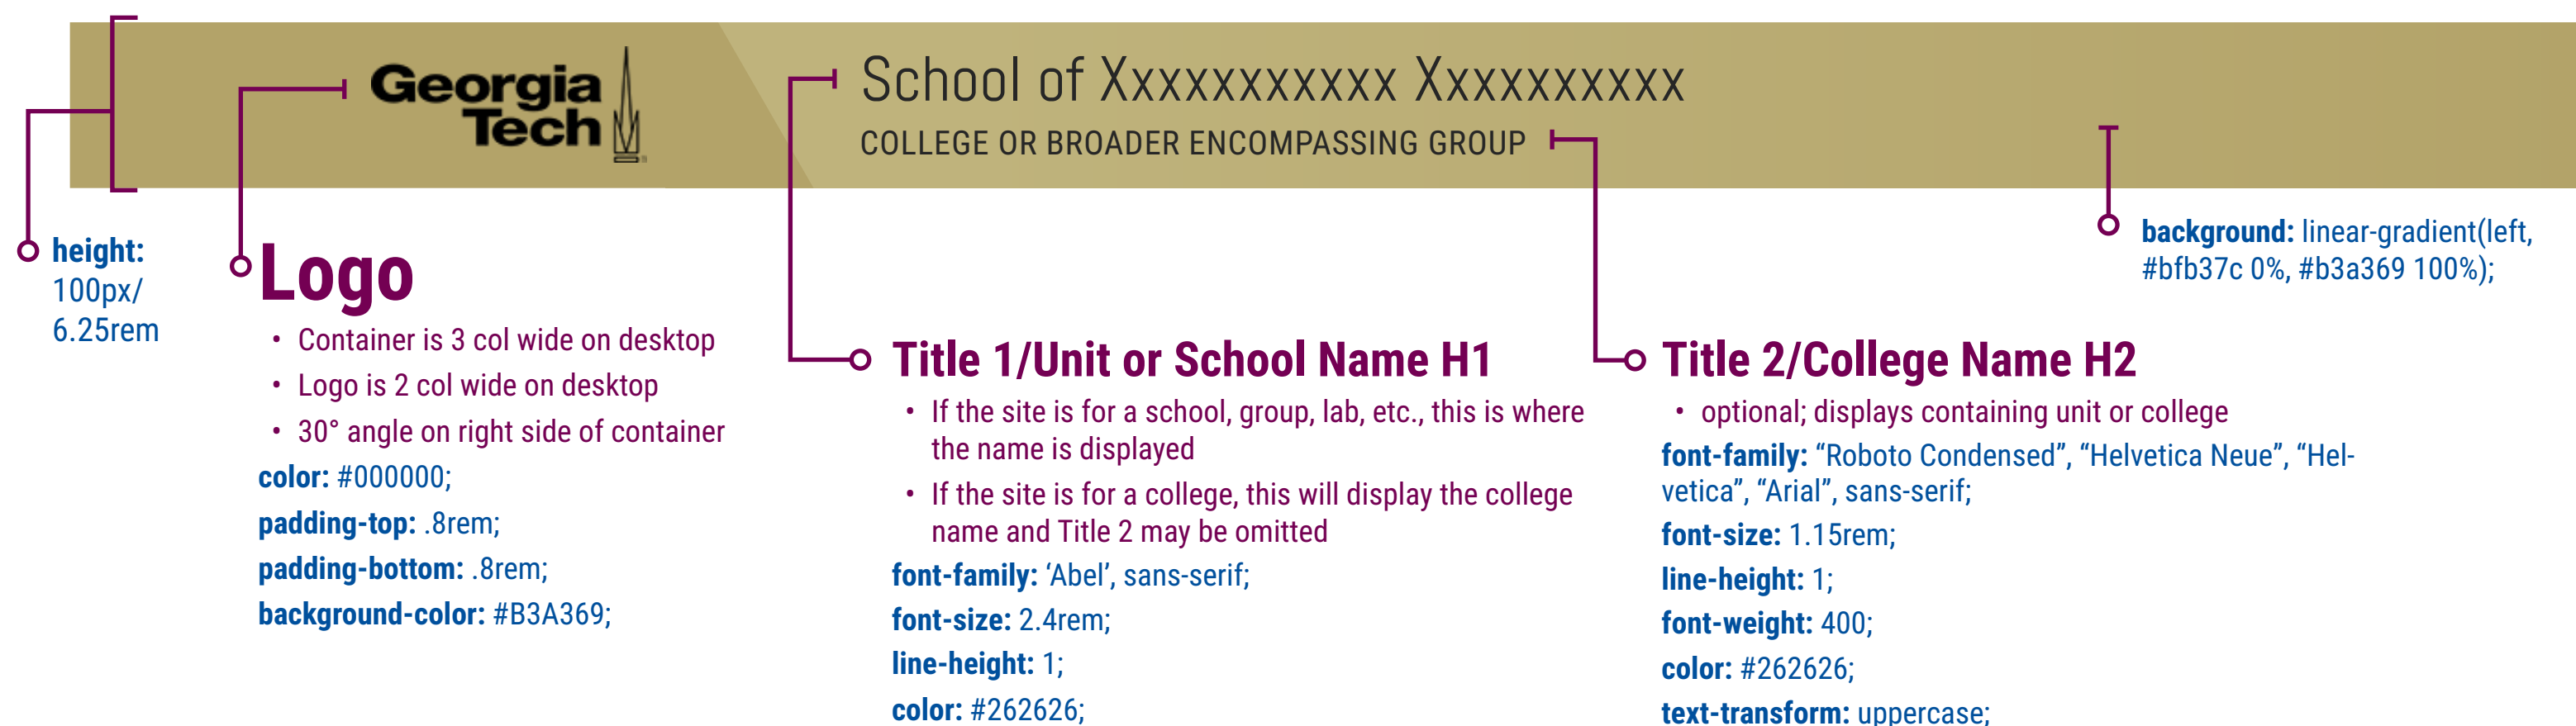 Georgia
Tech
School of Xxxxxxxxxxx Xxxxxxxxxx
COLLEGE OR BROADER ENCOMPASSING GROUP
height:
100px/
6.25rem
Logo
• Container is 3 col wide on desktop
• Logo is 2 col wide on desktop
• 30° angle on right side of container
color: #000000;
padding-top: .8rem;
padding-bottom: .8rem;
background-color: #B3A369;
Title 1/Unit or School Name H1
• If the site is for a school, group, lab, etc., this is where
the name is displayed
• If the site is for a college, this will display the college
name and Title 2 may be omitted
font-family: ‘Abel’, sans-serif;
font-size: 2.4rem;
line-height: 1;
color: #262626;
Title 2/College Name H2
• optional; displays containing unit or college
font-family: “Roboto Condensed”, “Helvetica Neue”, “Hel-
vetica”, “Arial”, sans-serif;
font-size: 1.15rem;
line-height: 1;
font-weight: 400;
color: #262626;
text-transform: uppercase;
background: linear-gradient(left,
#bfb37c 0%, #b3a369 100%);